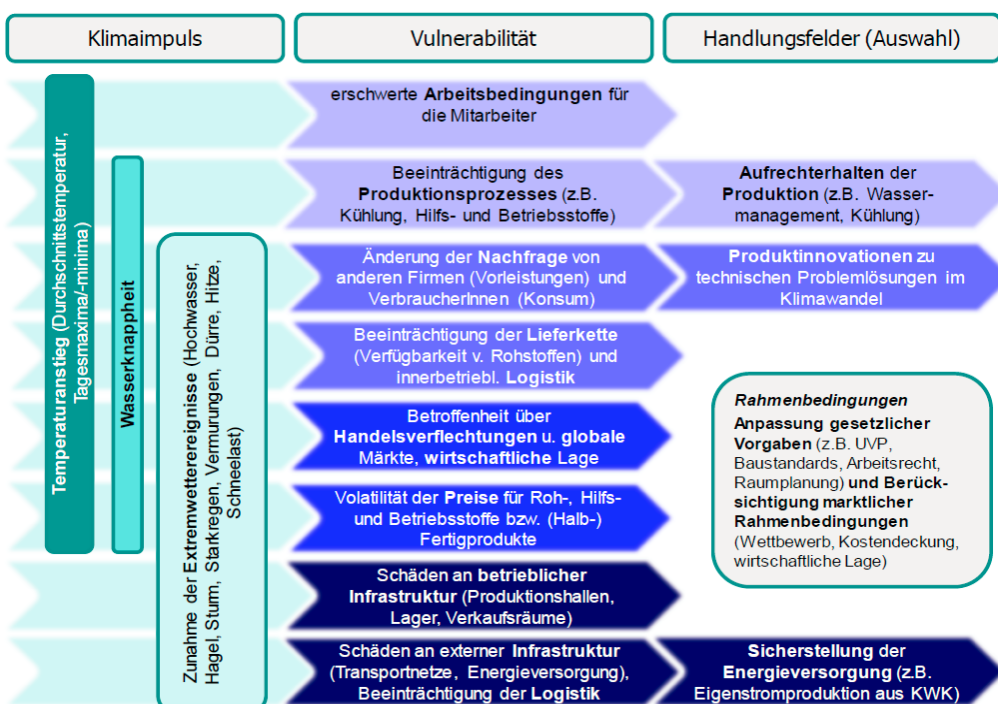 Klimaimpuls
Vulnerabilität
Handlungsfelder (Auswahl)
Temperaturanstieg (Durchschnittstemperatur,
Tagesmaxima/-minima)
Wasserknappheit
Zunahme der Extremwetterereignisse (Hochwasser,
Hagel, Sturm, Starkregen, Vermurungen, Dürre, Hitze,
Schneelast)
erschwerte Arbeitsbedingungen für
die Mitarbeiter
Beeinträchtigung des
Produktionsprozesses (z.B.
Kühlung, Hilfs- und Betriebsstoffe)
Aufrechterhalten der
Produktion (z.B. Wasser-
management, Kühlung)
Änderung der Nachfrage von
anderen Firmen (Vorleistungen) und
VerbraucherInnen (Konsum)
Produktinnovationen zu
technischen Problemlösungen im
Klimawandel
Beeinträchtigung der Lieferkette
(Verfügbarkeit v. Rohstoffen) und
innerbetriebl. Logistik
Betroffenheit über
Handelsverflechtungen u. globale
Märkte, wirtschaftliche Lage
Volatilität der Preise für Roh-, Hilfs-
und Betriebsstoffe bzw. (Halb-)
Fertigprodukte
Rahmenbedingungen
Anpassung gesetzlicher
Vorgaben (z.B. UVP,
Baustandards, Arbeitsrecht,
Raumplanung) und Berück-
sichtigung marktlicher
Rahmenbedingungen
(Wettbewerb, Kostendeckung,
wirtschaftliche Lage)
Schäden an betrieblicher
Infrastruktur (Produktionshallen,
Lager, Verkaufsräume)
Schäden an externer Infrastruktur
(Transportnetze, Energieversorgung),
Beeinträchtigung der Logistik
Sicherstellung der
Energieversorgung (z.B.
Eigenstromproduktion aus KWK)